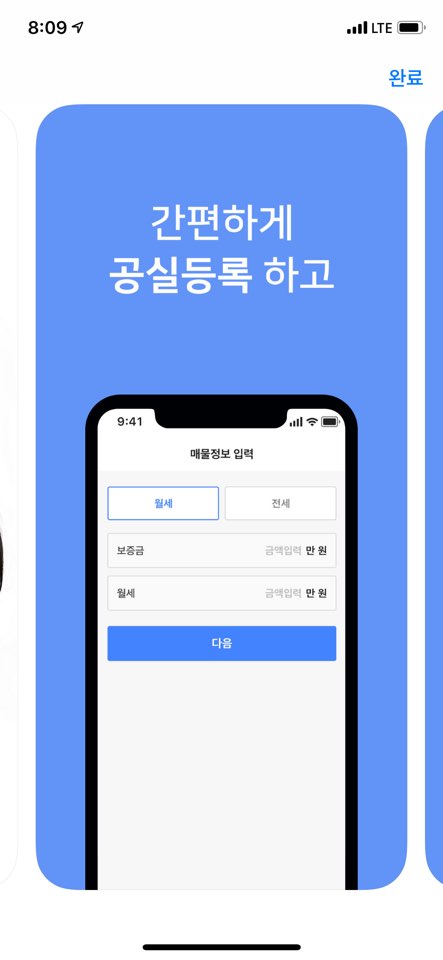 8:09 LTE
완료
간편하게
공실등록 하고
9:41
매물정보 입력
월세 전세
보증금 금액입력 만 원
월세 금액입력 만 원
다음